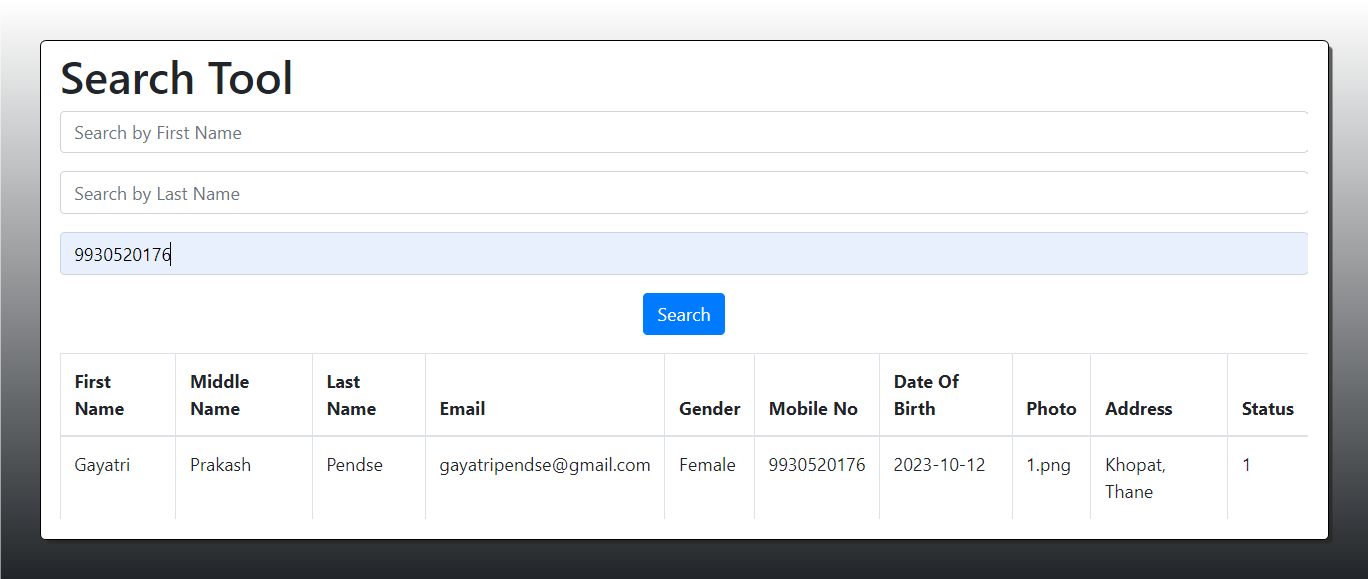 Search Tool
Search by First Name
Search by Last Name
9930520176
Search
First Name Middle Name Last Name Email Gender Mobile No Date Of Birth Photo Address Status
Gayatri Prakash Pendse gayatripendse@gmail.com Female 9930520176 2023-10-12 1.png Khopat, Thane 1